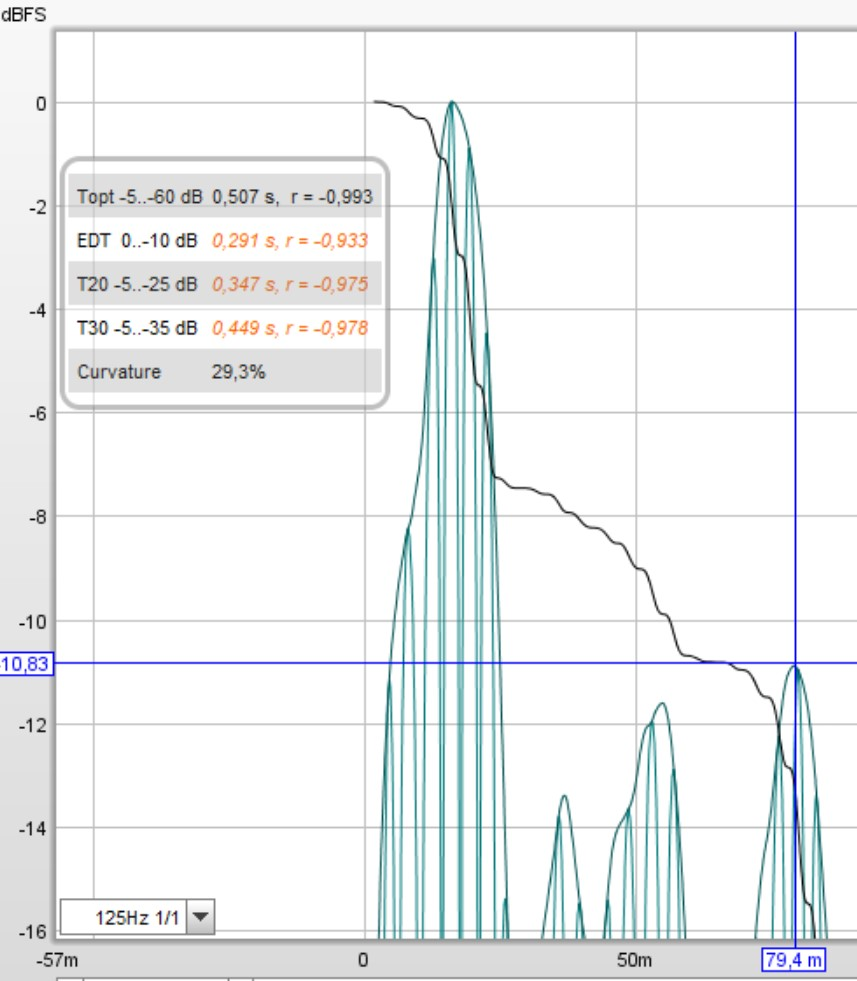 dBFS
0
-2
Topt -5..-60 dB 0,507 s, r = -0,993
EDT 0..-10 dB 0,291 s, r = -0,933
T20 -5..-25 dB 0,347 s, r = -0,975
T30 -5..-35 dB 0,449 s, r = -0,978
Curvature 29,3%
-4
-6
-8
-10
10,83
-12
-14
125Hz 1/1
-16
-57m 0 50m 79,4 m